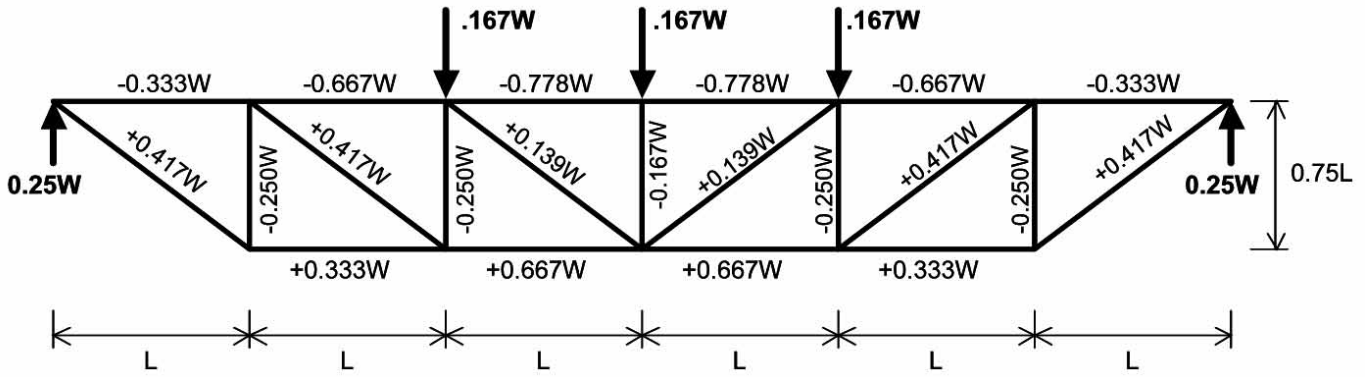 .167W .167W .167W
-0.333W -0.667W -0.778W -0.778W -0.667W -0.333W
+0.417W -0.250W +0.417W -0.250W +0.139W -0.167W +0.139W -0.250W +0.417W -0.250W +0.417W
0.25W 0.25W 0.75L
+0.333W +0.667W +0.667W +0.333W
L L L L L L